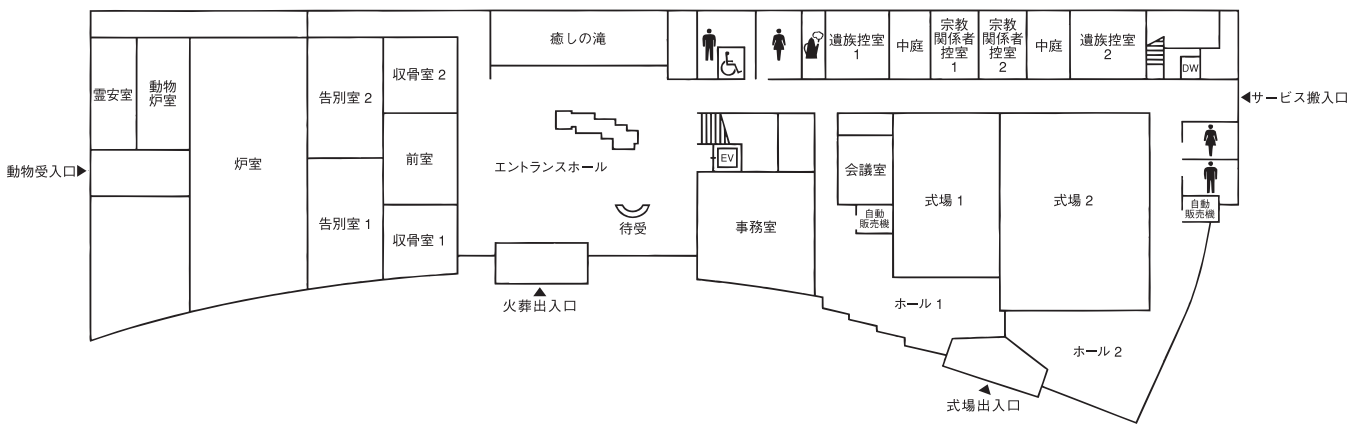 癒しの滝
遺族控室
1
中庭
宗教
関係者
控室
1
宗教
関係者
控室
2
中庭
遺族控室
2
DW
◀サービス搬入口
霊安室
動物
炉室
告別室 2
収骨室 2
動物受入口▶
炉室
前室
エントランスホール
EV
会議室
式場 1
式場 2
告別室 1
収骨室 1
待受
事務室
自動
販売機
自動
販売機
火葬出入口
ホール 1
ホール 2
式場出入口